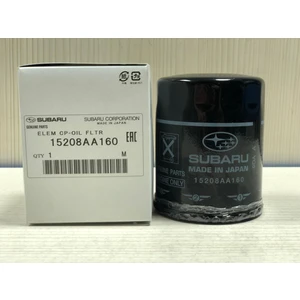 SUBARU
SUBARU CORPORATION
GENUINE PARTS
MADE IN JAPAN
ELEM CP-OIL FLTR
15208AA160
EAC
QTY 1
M
SUBARU
MADE IN JAPAN
15208AA160